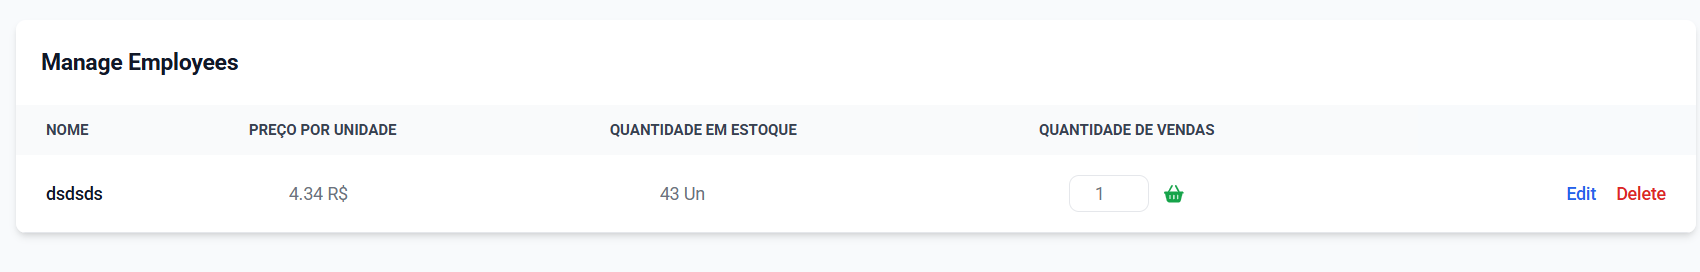 Manage Employees
NOME PREÇO POR UNIDADE QUANTIDADE EM ESTOQUE QUANTIDADE DE VENDAS
dsdsds 4.34 R$ 43 Un 1 Edit Delete